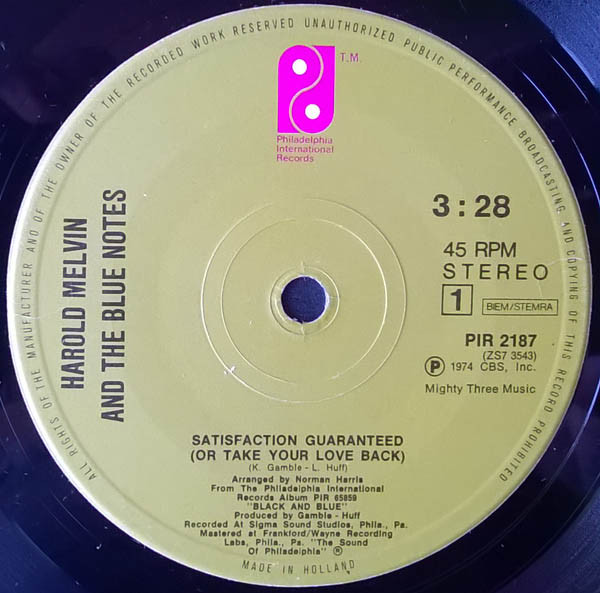 ALL RIGHTS OF THE MANUFACTURER AND OF THE OWNER OF THE RECORDED WORK RESERVED UNAUTHORIZED PUBLIC PERFORMANCE BROADCASTING AND COPYING OF THIS RECORD PROHIBITED
T.M.
Philadelphia
International
Records
HAROLD MELVIN
AND THE BLUE NOTES
3:28
45 RPM
STEREO
1 BIEM/STEMRA
PIR 2187
(ZS7 3543)
Ⓟ 1974 CBS, Inc.
Mighty Three Music
SATISFACTION GUARANTEED
(OR TAKE YOUR LOVE BACK)
(K. Gamble - L. Huff)
Arranged by Norman Harris
From The Philadelphia International
Records Album PIR 65859
"BLACK AND BLUE"
Produced by Gamble - Huff
Recorded At Sigma Sound Studios, Phila., Pa.
Mastered at Frankford/Wayne Recording
Labs, Phila., Pa. "The Sound
Of Philadelphia" ®
MADE IN HOLLAND